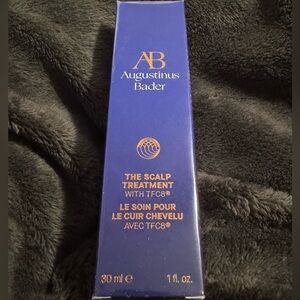 AB
Augustinus
Bader
THE SCALP
TREATMENT
WITH TFC8®
LE SOIN POUR
LE CUIR CHEVELU
AVEC TFC8®
30 ml ℮ 1 fl. oz.